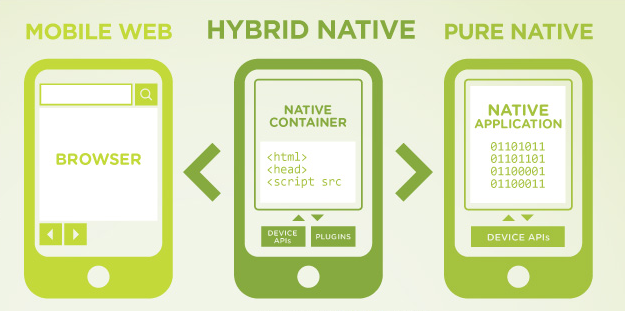 MOBILE WEB
HYBRID NATIVE
PURE NATIVE
BROWSER
NATIVE
CONTAINER
<html>
<head>
<script src
DEVICE
APIs
PLUGINS
NATIVE
APPLICATION
01101011
01101101
01100001
01100011
DEVICE APIs